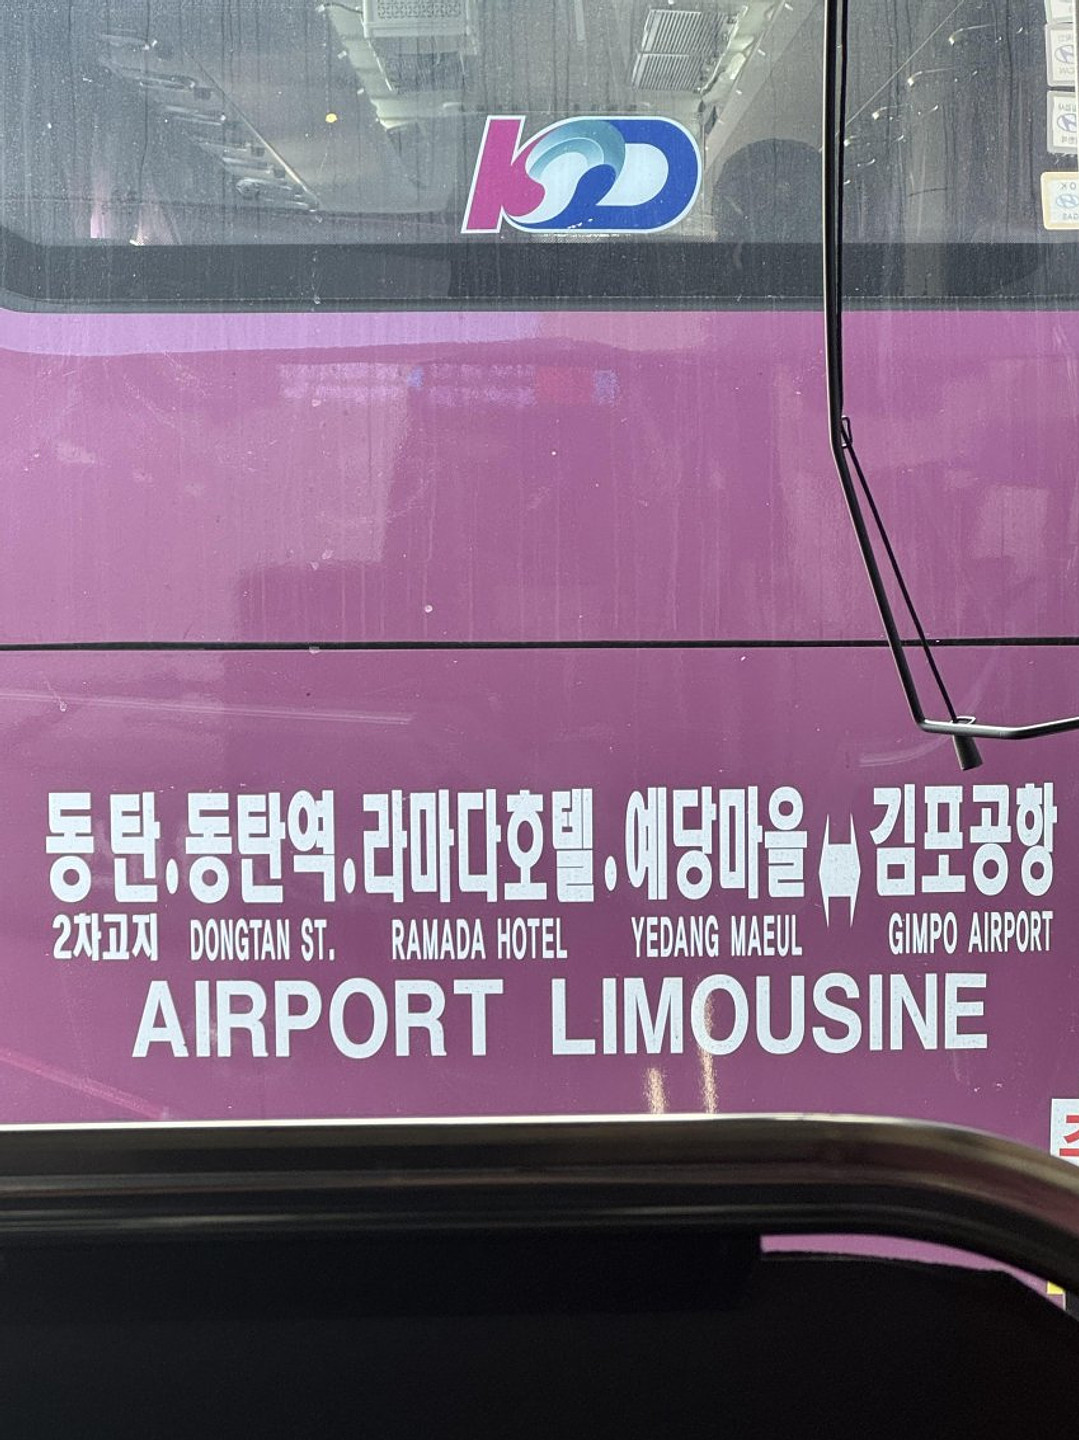 KD
동탄·동탄역·라마다호텔·예당마을 김포공항
2차고지 DONGTAN ST. RAMADA HOTEL YEDANG MAEUL GIMPO AIRPORT
AIRPORT LIMOUSINE